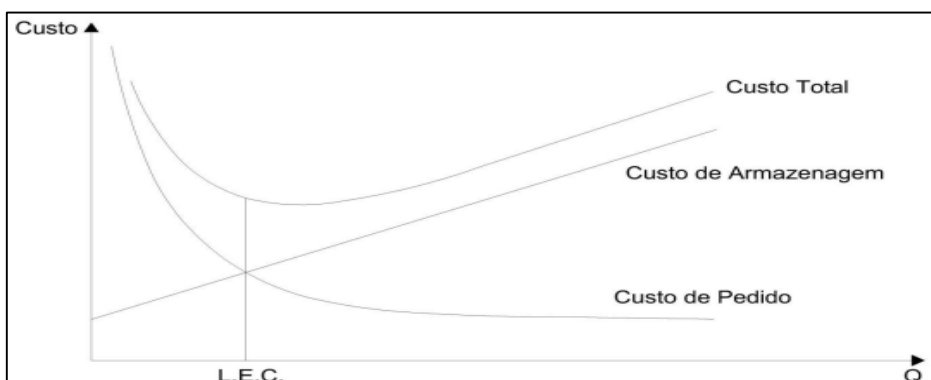 Custo
Custo Total
Custo de Armazenagem
Custo de Pedido
L.E.C.
Q